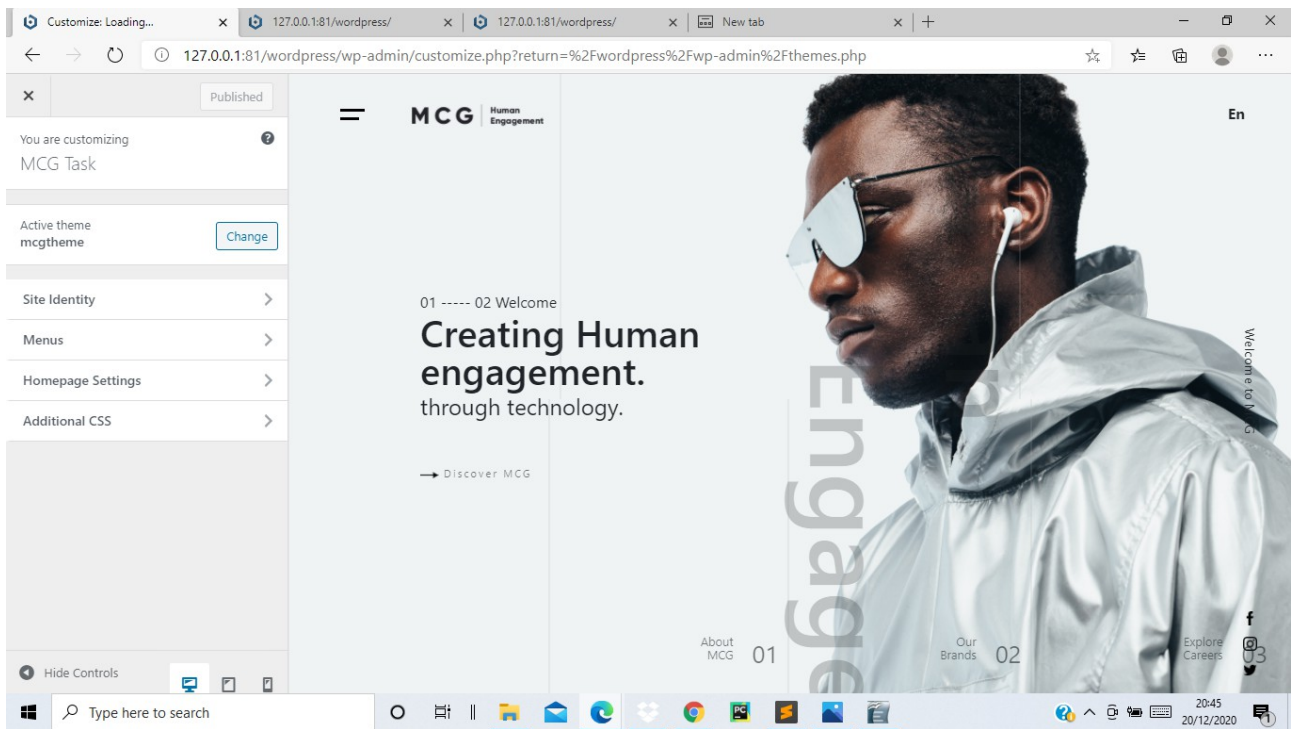 Customize: Loading...
127.0.0.1:81/wordpress/
127.0.0.1:81/wordpress/
New tab
127.0.0.1:81/wordpress/wp-admin/customize.php?return=%2Fwordpress%2Fwp-admin%2Fthemes.php
Published
You are customizing
MCG Task
Active theme
mcgtheme
Change
Site Identity
Menus
Homepage Settings
Additional CSS
Hide Controls
MCG
Human
Engagement
En
01 ----- 02 Welcome
Creating Human
engagement.
through technology.
Discover MCG
Engage
Welcome to MCG
About
MCG
01
Our
Brands
02
Explore
Careers
03
Type here to search
20:45
20/12/2020
1